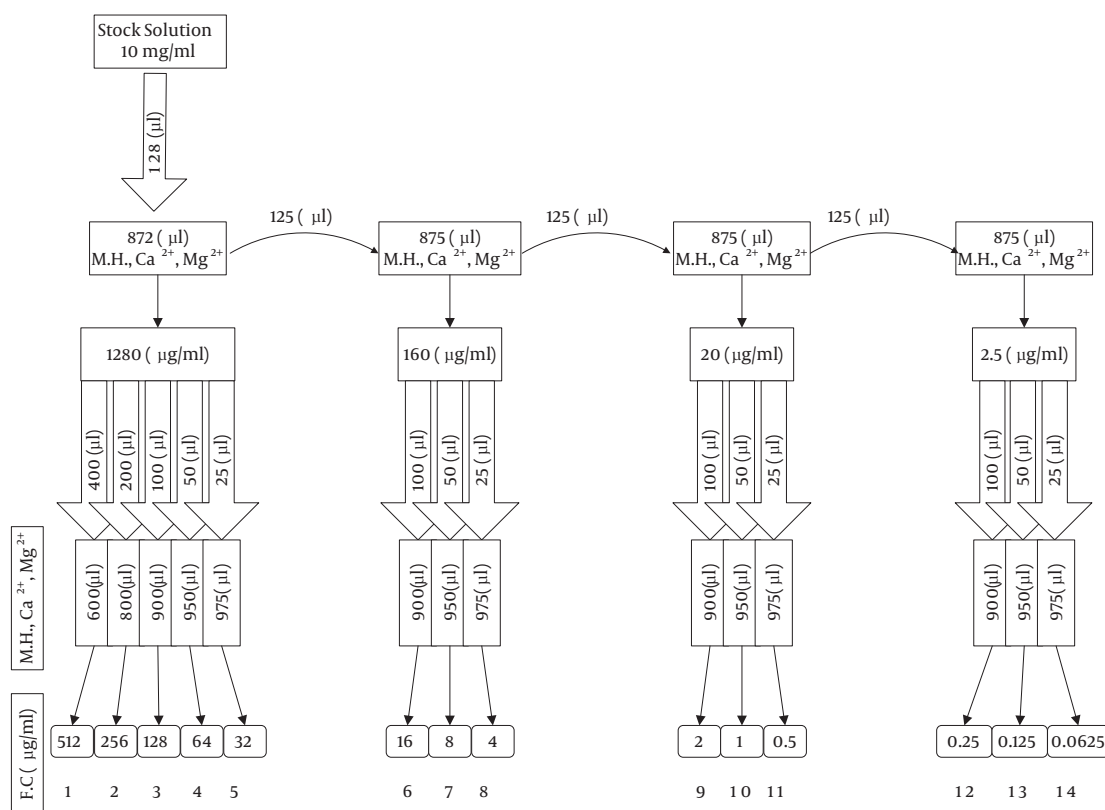 Stock Solution
10 mg/ml
128 (µl)
125 ( µl)
125 ( µl)
125 ( µl)
872 ( µl)
M.H., Ca 2+, Mg 2+
875 ( µl)
M.H., Ca 2+, Mg 2+
875 ( µl)
M.H., Ca 2+, Mg 2+
875 ( µl)
M.H., Ca 2+, Mg 2+
1280 ( µg/ml)
160 ( µg/ml)
20 ( µg/ml)
2.5 ( µg/ml)
400 (µl)
200 (µl)
100 (µl)
50 (µl)
25 (µl)
100 (µl)
50 (µl)
25 (µl)
100 (µl)
50 (µl)
25 (µl)
100 (µl)
50 (µl)
25 (µl)
M.H., Ca 2+, Mg 2+
600(µl)
800(µl)
900(µl)
950(µl)
975(µl)
900(µl)
950(µl)
975(µl)
900(µl)
950(µl)
975(µl)
900(µl)
950(µl)
975(µl)
F.C ( µg/ml)
512 256 128 64 32 16 8 4 2 1 0.5 0.25 0.125 0.0625
1 2 3 4 5 6 7 8 9 10 11 12 13 14